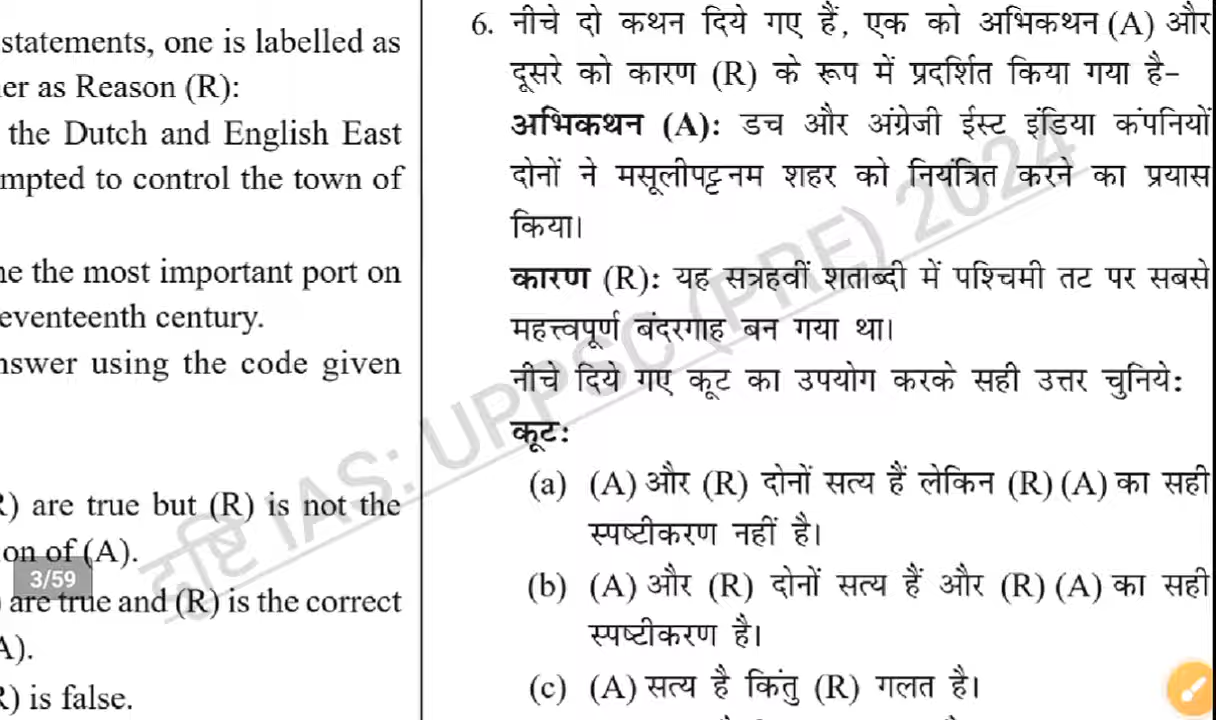 statements, one is labelled as
er as Reason (R):
the Dutch and English East
mpted to control the town of
e the most important port on
eventeenth century.
nswer using the code given
) are true but (R) is not the
on of (A).
3/59
are true and (R) is the correct
A).
) is false.
6. नीचे दो कथन दिये गए हैं, एक को अभिकथन (A) और
दूसरे को कारण (R) के रूप में प्रदर्शित किया गया है-
अभिकथन (A): डच और अंग्रेजी ईस्ट इंडिया कंपनियों
दोनों ने मसूलीपट्टनम शहर को नियंत्रित करने का प्रयास
किया।
कारण (R): यह सत्रहवीं शताब्दी में पश्चिमी तट पर सबसे
महत्त्वपूर्ण बंदरगाह बन गया था।
नीचे दिये गए कूट का उपयोग करके सही उत्तर चुनिये:
कूट:
(a) (A) और (R) दोनों सत्य हैं लेकिन (R) (A) का सही
स्पष्टीकरण नहीं है।
(b) (A) और (R) दोनों सत्य हैं और (R) (A) का सही
स्पष्टीकरण है।
(c) (A) सत्य है किंतु (R) गलत है।
दृष्टि IAS: UPPSC (PRE) 2024